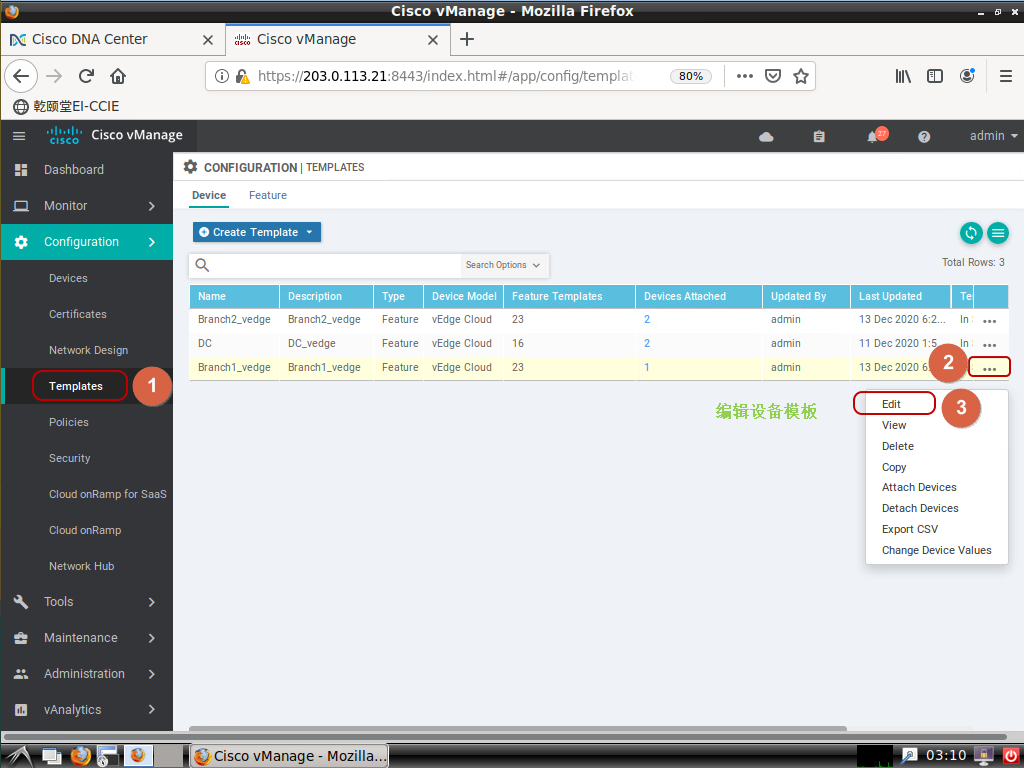 Cisco vManage - Mozilla Firefox
Cisco DNA Center
Cisco vManage
https://203.0.113.21:8443/index.html#/app/config/templat
80%
乾颐堂EI-CCIE
cisco
Cisco vManage
27
admin
Dashboard
Monitor
Configuration
Devices
Certificates
Network Design
Templates
1
Policies
Security
Cloud onRamp for SaaS
Cloud onRamp
Network Hub
Tools
Maintenance
Administration
vAnalytics
CONFIGURATION | TEMPLATES
Device Feature
Create Template
Search Options
Total Rows: 3
Name Description Type Device Model Feature Templates Devices Attached Updated By Last Updated Te
Branch2_vedge Branch2_vedge Feature vEdge Cloud 23 2 admin 13 Dec 2020 6:2... In S
DC DC_vedge Feature vEdge Cloud 16 2 admin 11 Dec 2020 1:5 In
Branch1_vedge Branch1_vedge Feature vEdge Cloud 23 1 admin 13 Dec 2020 6
2
编辑设备模板
Edit
3
View
Delete
Copy
Attach Devices
Detach Devices
Export CSV
Change Device Values
Cisco vManage - Mozilla...
03:10